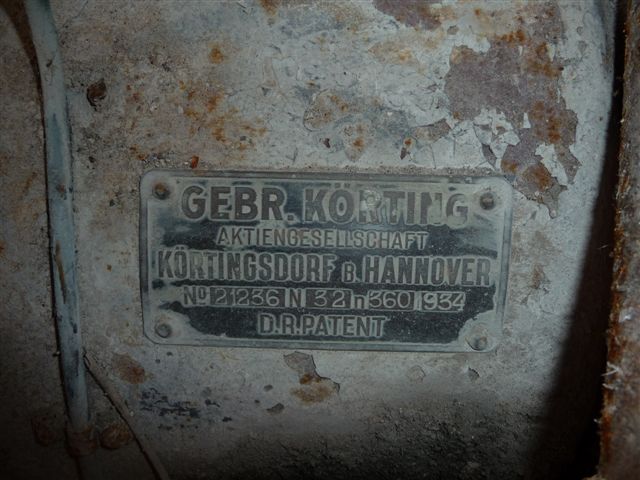 GEBR. KÖRTING
AKTIENGESELLSCHAFT
KÖRTINGSDORF B. HANNOVER
No 21236 N 32 n 360 1934
D.R.PATENT